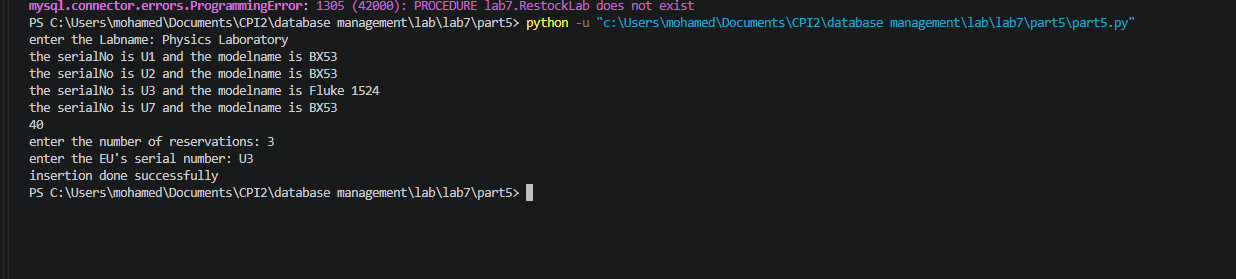 mysql.connector.errors.ProgrammingError: 1305 (42000): PROCEDURE lab7.RestockLab does not exist
PS C:\Users\mohamed\Documents\CPI2\database management\lab\lab7\part5> python -u "c:\Users\mohamed\Documents\CPI2\database management\lab\lab7\part5\part5.py"
enter the Labname: Physics Laboratory
the serialNo is U1 and the modelname is BX53
the serialNo is U2 and the modelname is BX53
the serialNo is U3 and the modelname is Fluke 1524
the serialNo is U7 and the modelname is BX53
40
enter the number of reservations: 3
enter the EU's serial number: U3
insertion done successfully
PS C:\Users\mohamed\Documents\CPI2\database management\lab\lab7\part5>